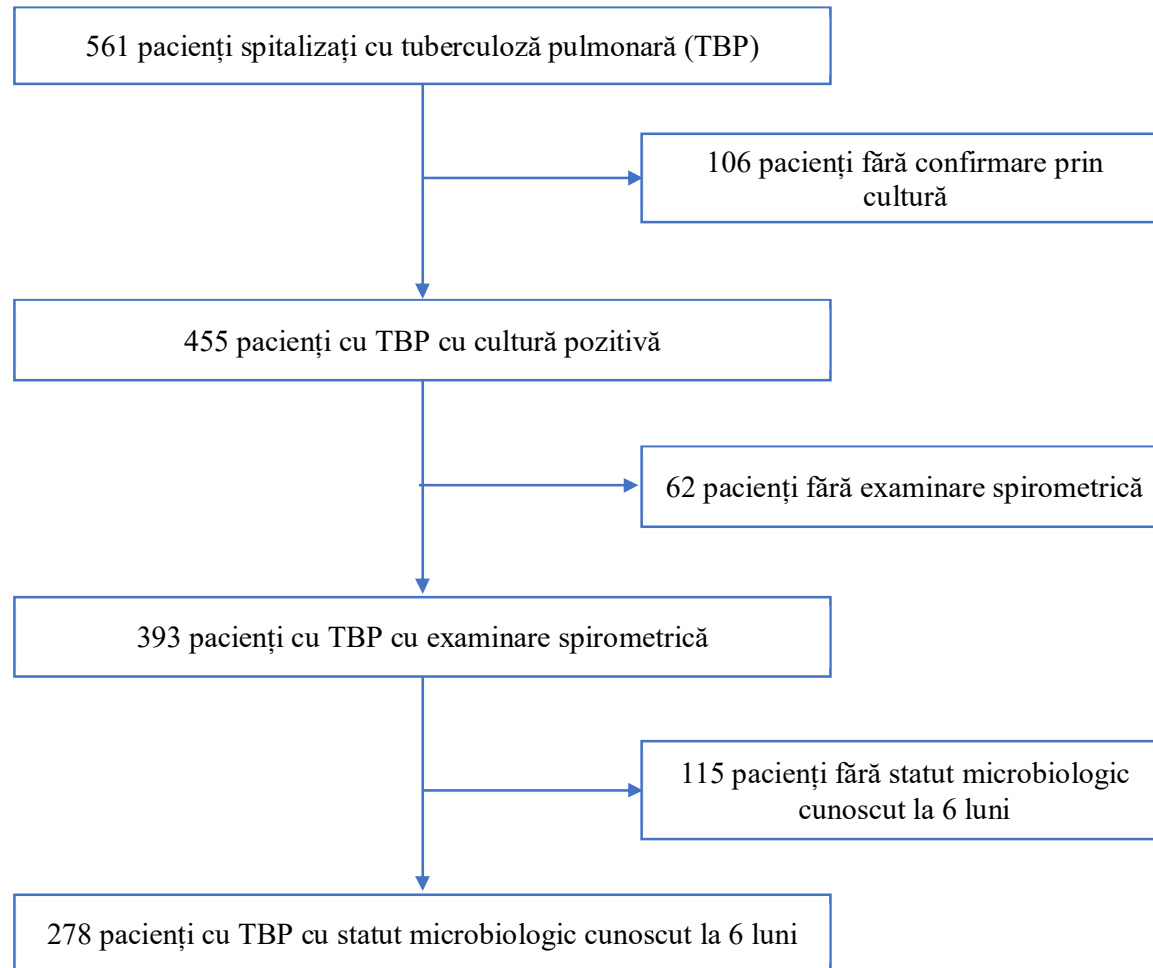 561 pacienți spitalizați cu tuberculoză pulmonară (TBP)
106 pacienți fără confirmare prin
cultură
455 pacienți cu TBP cu cultură pozitivă
62 pacienți fără examinare spirometrică
393 pacienți cu TBP cu examinare spirometrică
115 pacienți fără statut microbiologic
cunoscut la 6 luni
278 pacienți cu TBP cu statut microbiologic cunoscut la 6 luni